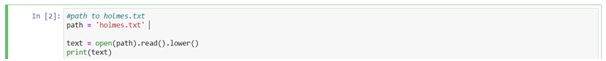 In [2]: #path to holmes.txt
path = 'holmes.txt'
text = open(path).read().lower()
print(text)